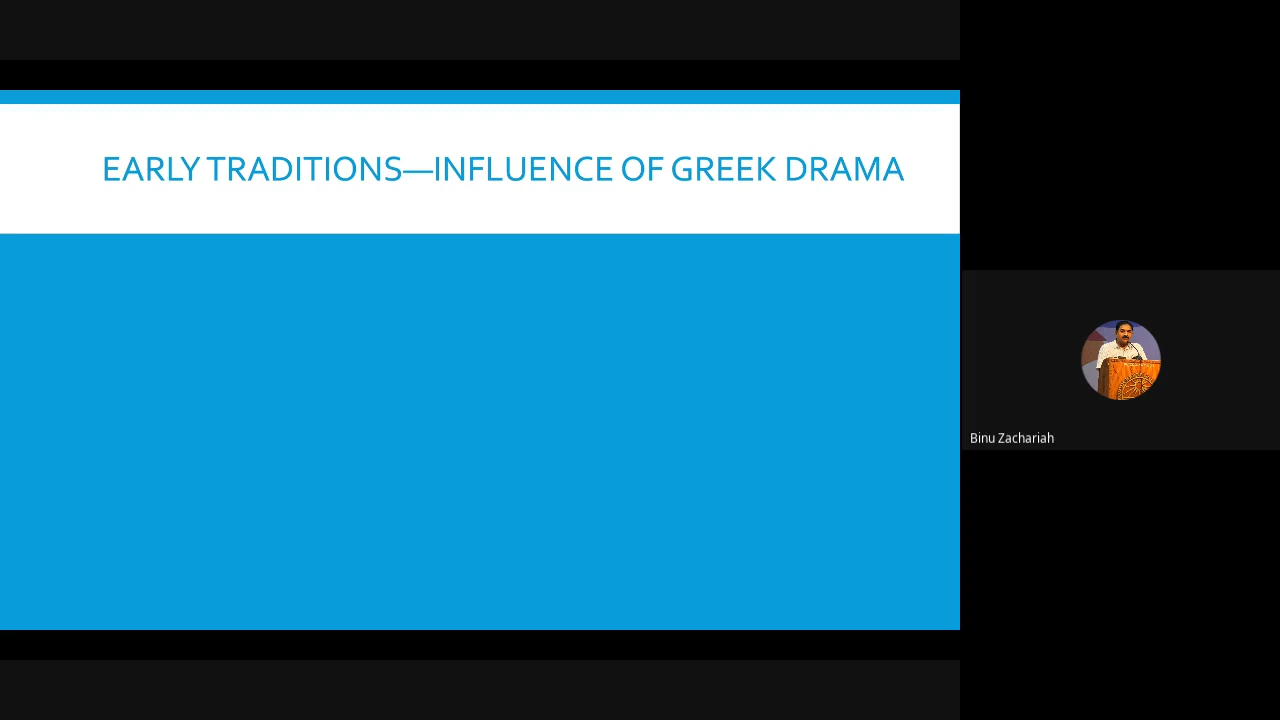 EARLY TRADITIONS—INFLUENCE OF GREEK DRAMA
Binu Zachariah